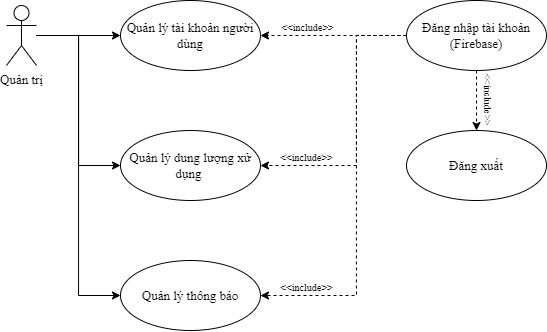 Quản lý tài khoản người
dùng
<<include>>
Đăng nhập tài khoản
(Firebase)
Quản trị
<<include>>
Quản lý dung lượng xử
dụng
<<include>>
Đăng xuất
Quản lý thông báo
<<include>>